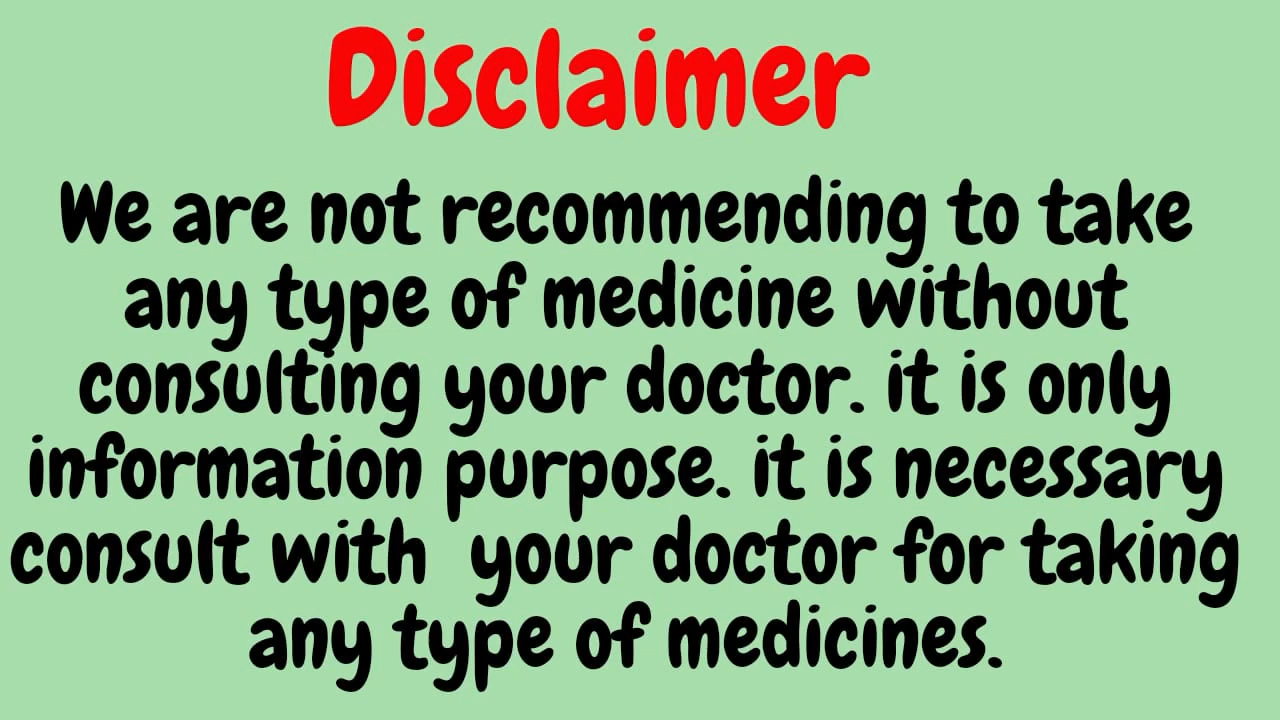 Disclaimer
We are not recommending to take
any type of medicine without
consulting your doctor. it is only
information purpose. it is necessary
consult with your doctor for taking
any type of medicines.